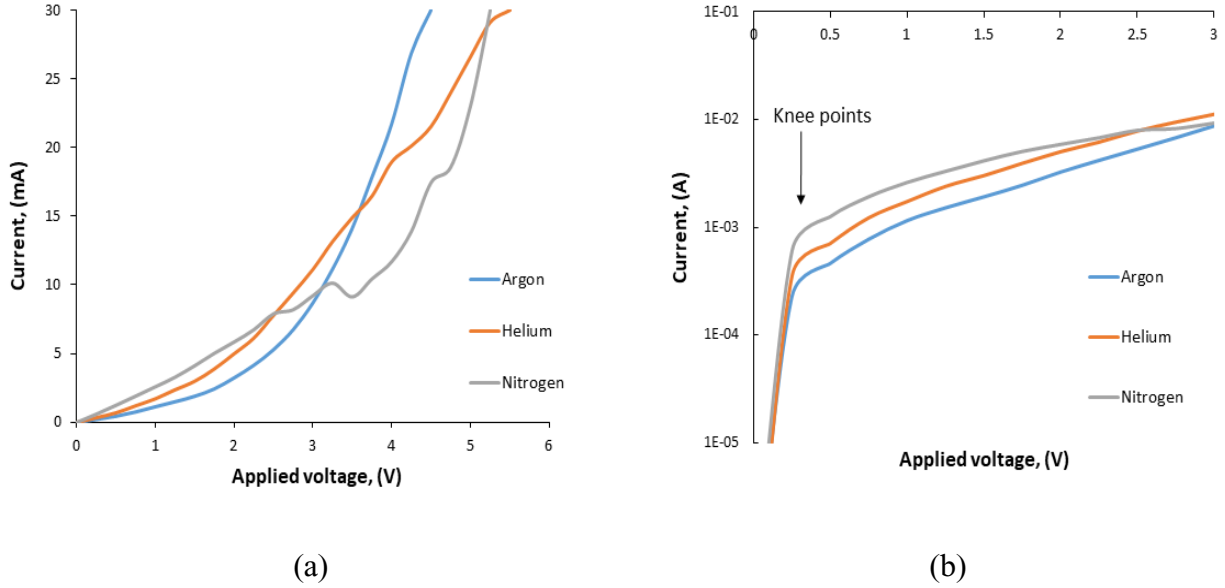 30
25
20
15
10
5
0
0 1 2 3 4 5 6
Current, (mA)
Applied voltage, (V)
Argon
Helium
Nitrogen
(a)
1E-01
0 0.5 1 1.5 2 2.5 3
1E-02
1E-03
1E-04
1E-05
Current, (A)
Knee points
Argon
Helium
Nitrogen
Applied voltage, (V)
(b)